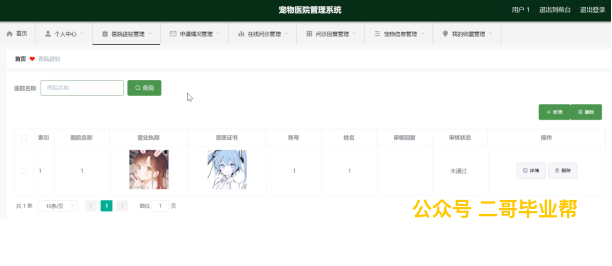 宠物医院管理系统
用户 1 退出到前台 退出登录
首页 个人中心 医院进驻管理 申请情况管理 在线问诊管理 问诊回复管理 宠物信息管理 我的收藏管理
首页 医院进驻
医院名称 医院名称 查询
新增 删除
索引 医院名称 营业执照 资质证书 账号 姓名 审核回复 审核状态 操作
1 1 1 1 未通过 详情 删除
共 1 条 10条/页 1 前往 1 页
公众号 二哥毕业帮